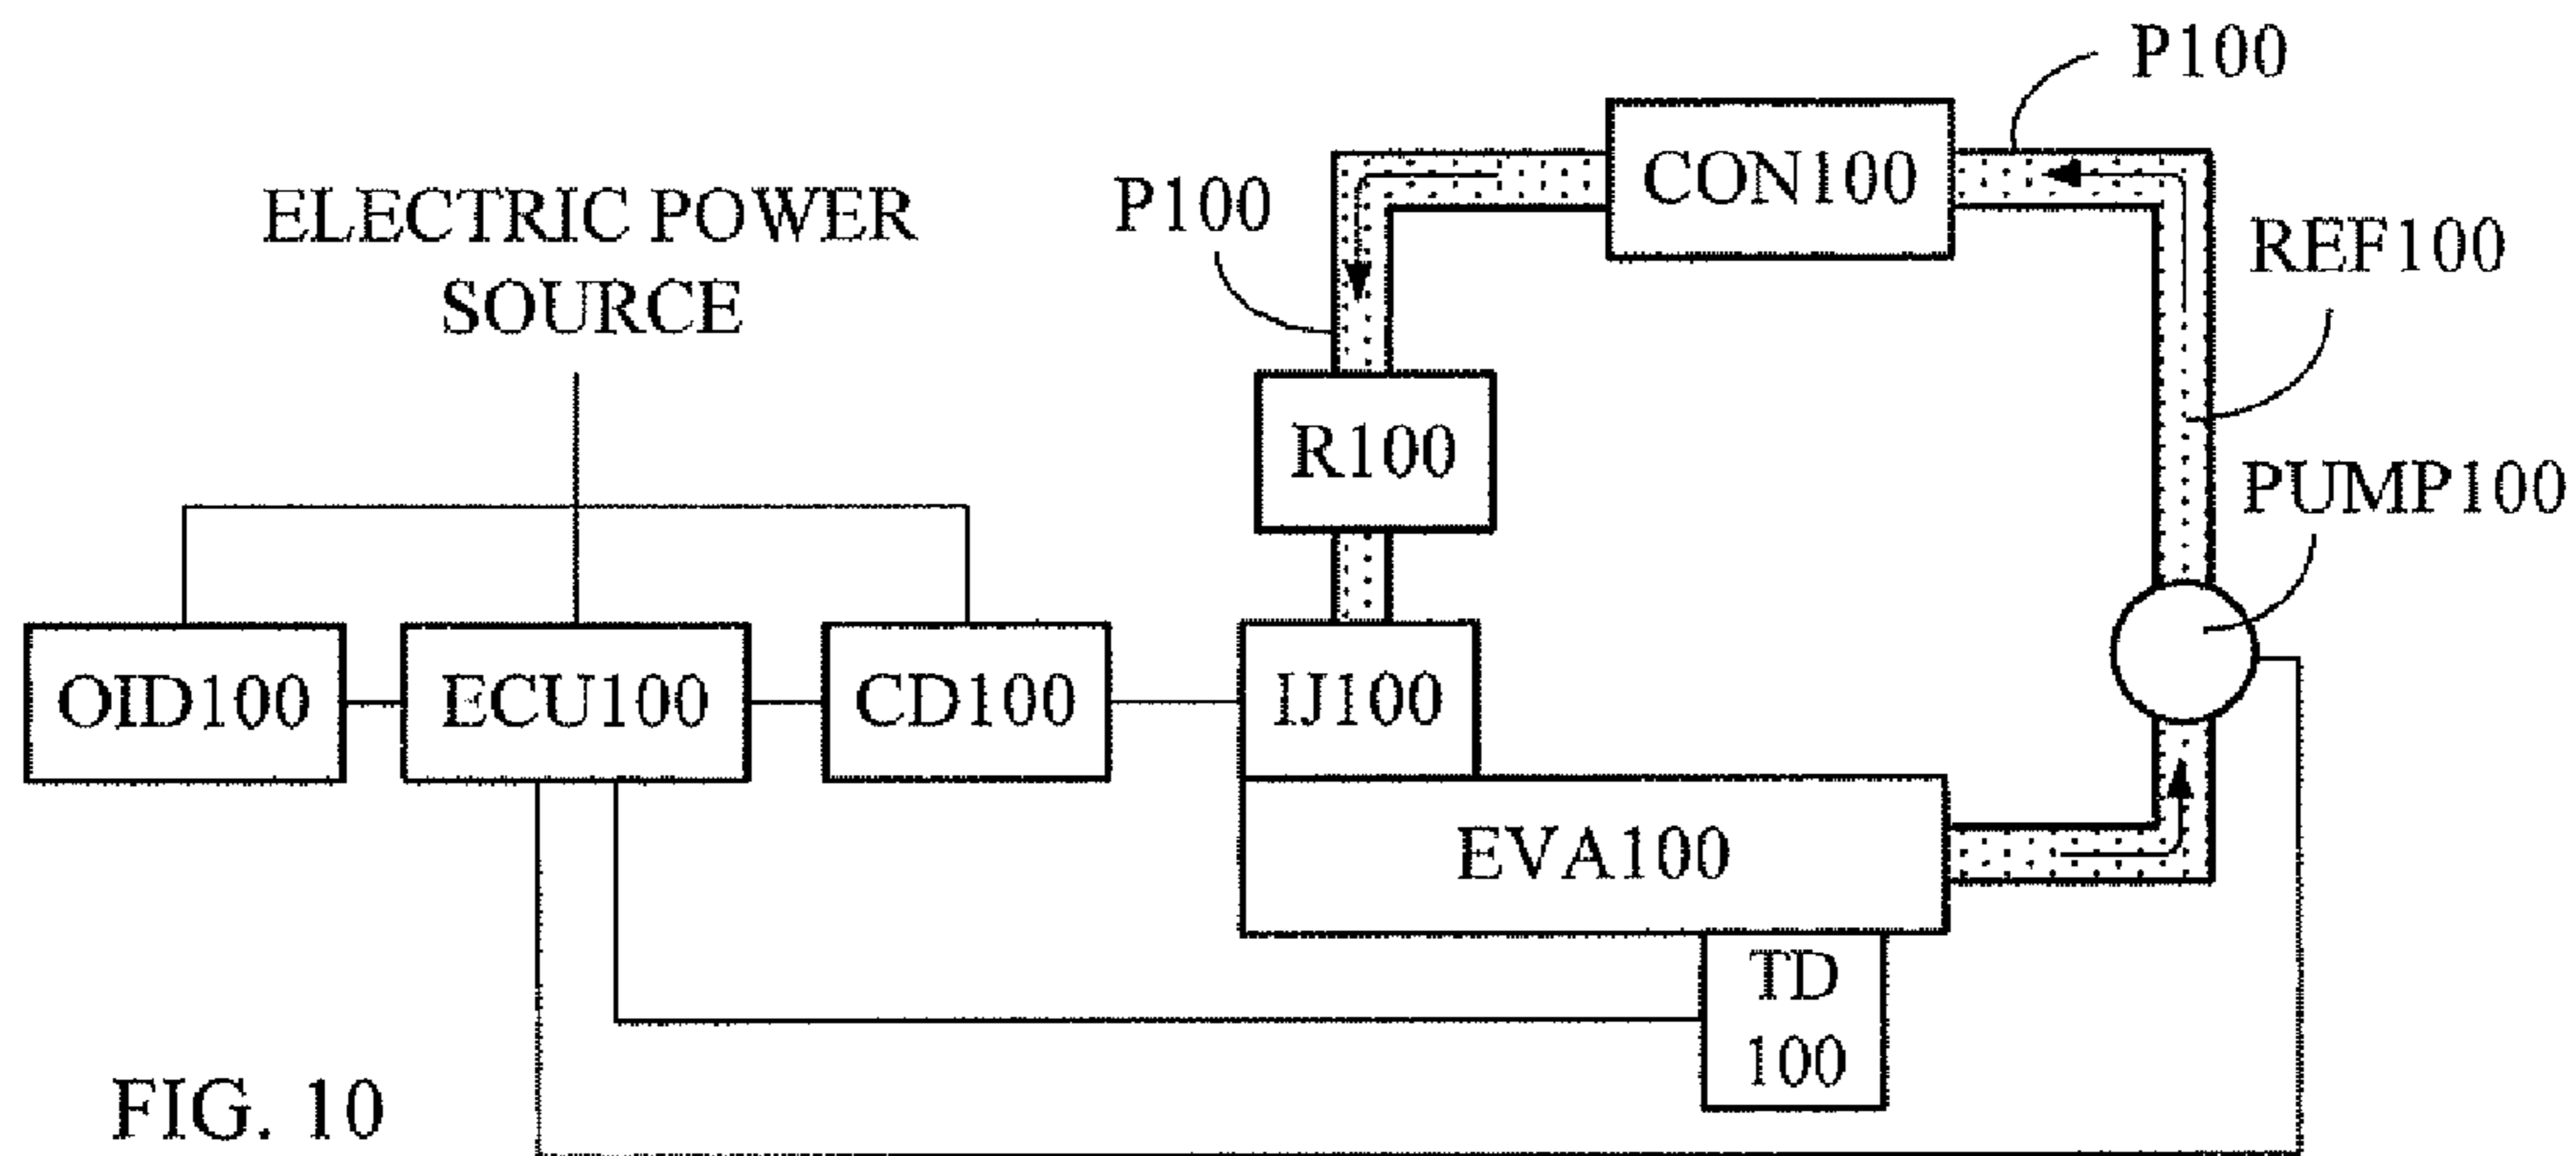 P100
CON100
ELECTRIC POWER
SOURCE
P100
REF100
R100
PUMP100
OID100
ECU100
CD100
IJ100
EVA100
TD
100
FIG. 10